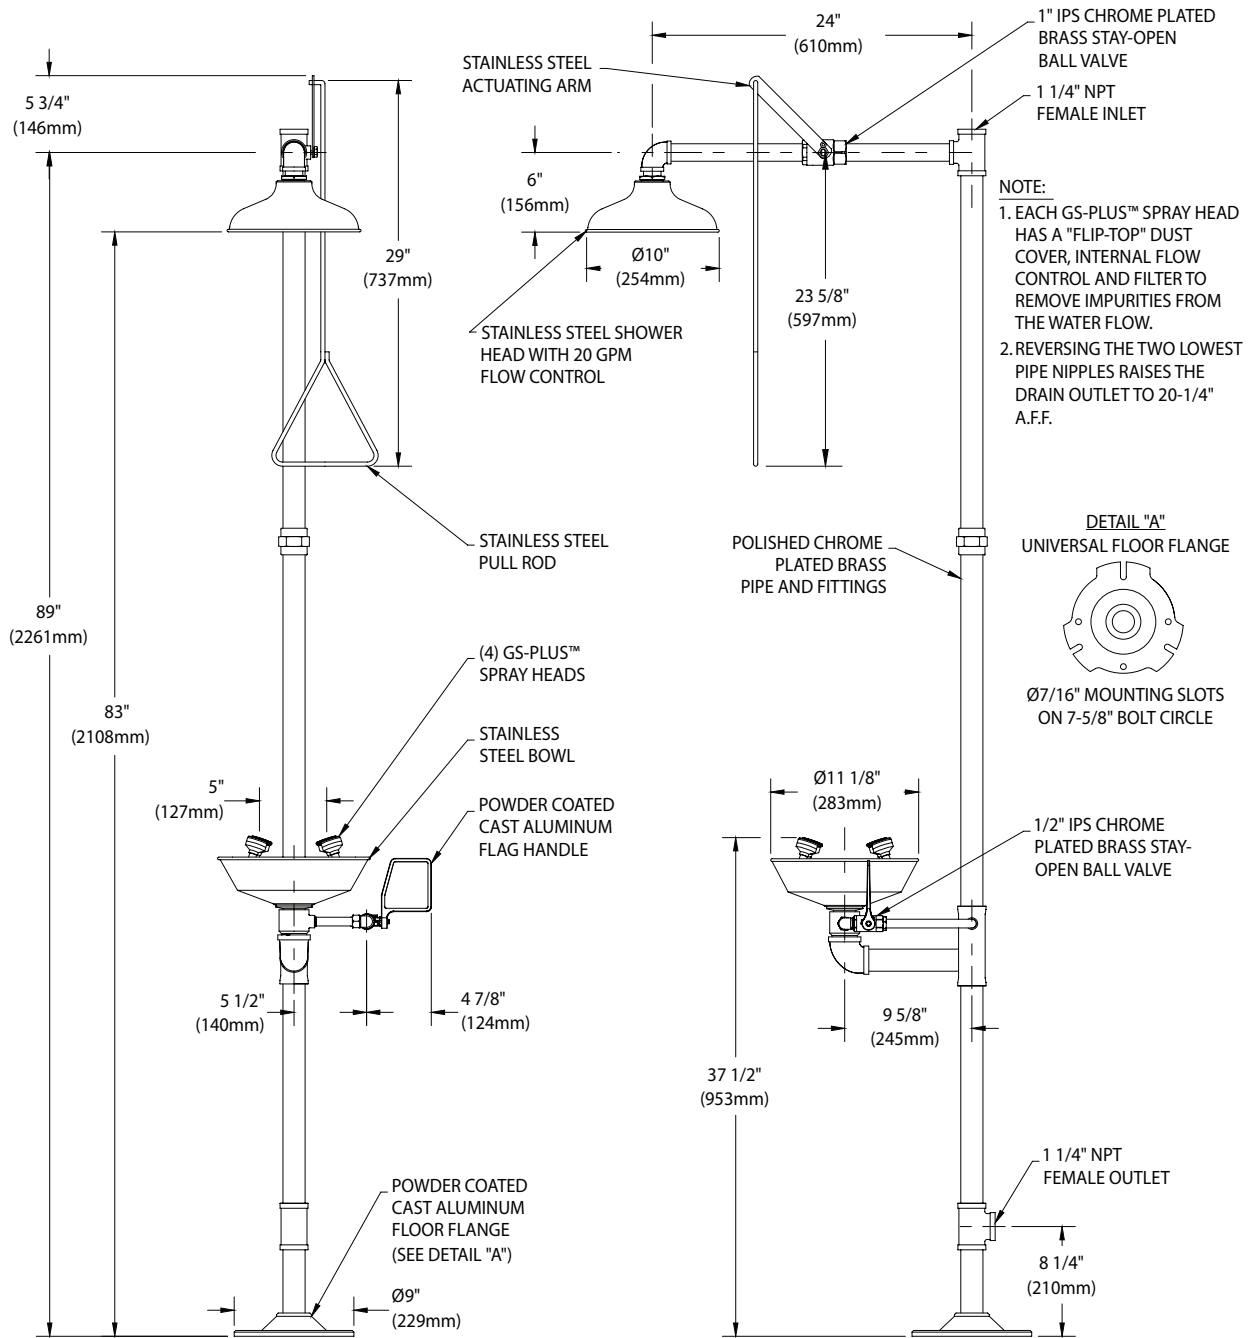 5 3/4"
(146mm)
89"
(2261mm)
83"
(2108mm)
29"
(737mm)
STAINLESS STEEL
PULL ROD
(4) GS-PLUS™
SPRAY HEADS
STAINLESS
STEEL BOWL
5"
(127mm)
POWDER COATED
CAST ALUMINUM
FLAG HANDLE
5 1/2"
(140mm)
4 7/8"
(124mm)
POWDER COATED
CAST ALUMINUM
FLOOR FLANGE
(SEE DETAIL "A")
Ø9"
(229mm)
24"
(610mm)
STAINLESS STEEL
ACTUATING ARM
1" IPS CHROME PLATED
BRASS STAY-OPEN
BALL VALVE
1 1/4" NPT
FEMALE INLET
6"
(156mm)
Ø10"
(254mm)
23 5/8"
(597mm)
STAINLESS STEEL SHOWER
HEAD WITH 20 GPM
FLOW CONTROL
NOTE:
1. EACH GS-PLUS™ SPRAY HEAD
HAS A "FLIP-TOP" DUST
COVER, INTERNAL FLOW
CONTROL AND FILTER TO
REMOVE IMPURITIES FROM
THE WATER FLOW.
2. REVERSING THE TWO LOWEST
PIPE NIPPLES RAISES THE
DRAIN OUTLET TO 20-1/4"
A.F.F.
POLISHED CHROME
PLATED BRASS
PIPE AND FITTINGS
DETAIL "A"
UNIVERSAL FLOOR FLANGE
Ø7/16" MOUNTING SLOTS
ON 7-5/8" BOLT CIRCLE
Ø11 1/8"
(283mm)
1/2" IPS CHROME
PLATED BRASS STAY-
OPEN BALL VALVE
9 5/8"
(245mm)
37 1/2"
(953mm)
1 1/4" NPT
FEMALE OUTLET
8 1/4"
(210mm)